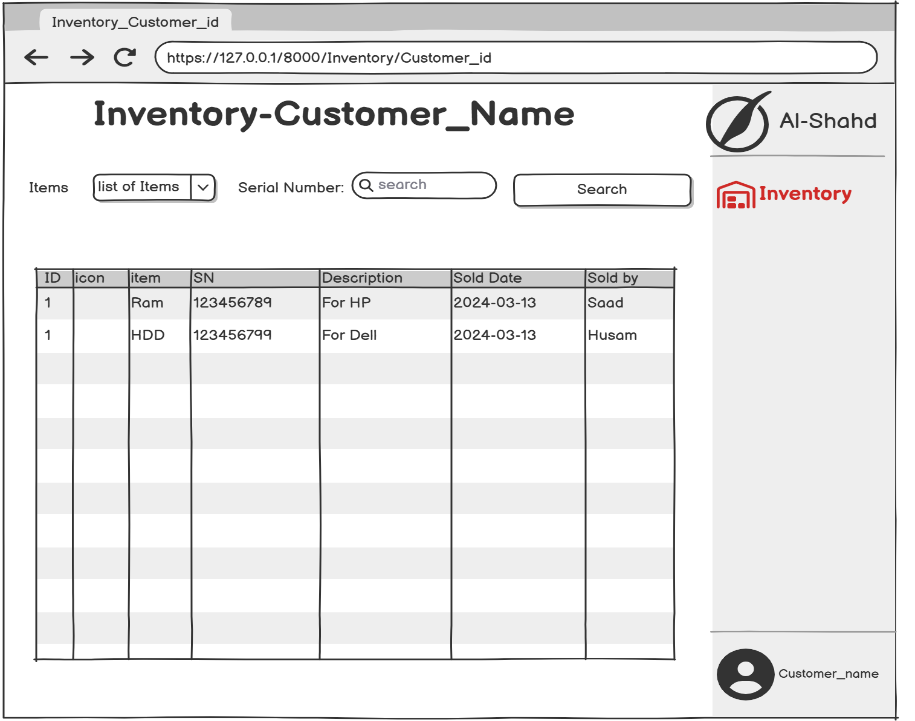 Inventory_Customer_id
https://127.0.0.1/8000/Inventory/Customer_id
Inventory-Customer_Name
Al-Shahd
Items list of Items Serial Number: search Search
Inventory
ID icon item SN Description Sold Date Sold by
1 Ram 123456789 For HP 2024-03-13 Saad
1 HDD 123456799 For Dell 2024-03-13 Husam
Customer_name